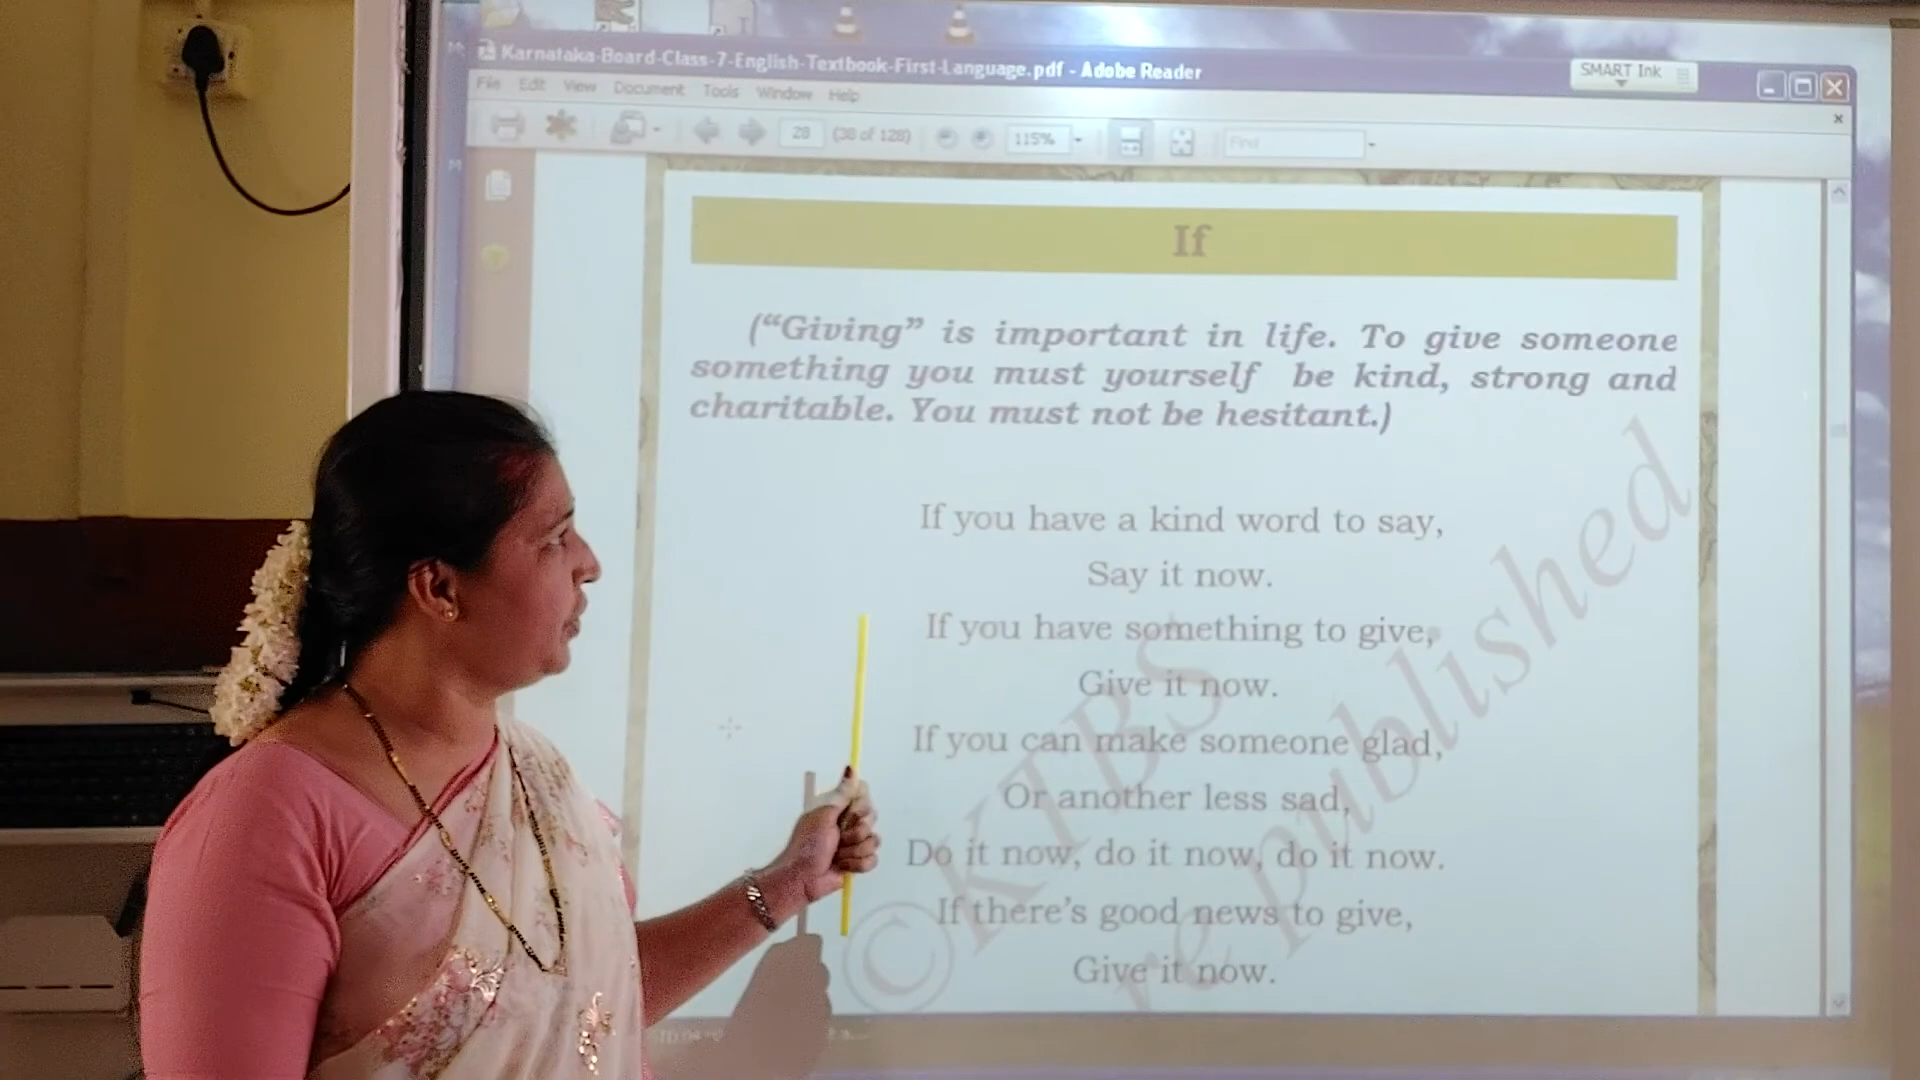 Karnataka-Board-Class-7-English-Textbook-First-Language.pdf - Adobe Reader
SMART Ink
File Edit View Document Tools Window Help
28 (38 of 128) 115% Find
If
(“Giving” is important in life. To give someone
something you must yourself be kind, strong and
charitable. You must not be hesitant.)
If you have a kind word to say,
Say it now.
If you have something to give,
Give it now.
If you can make someone glad,
Or another less sad,
Do it now, do it now, do it now.
If there’s good news to give,
Give it now.
©KTBS
re published